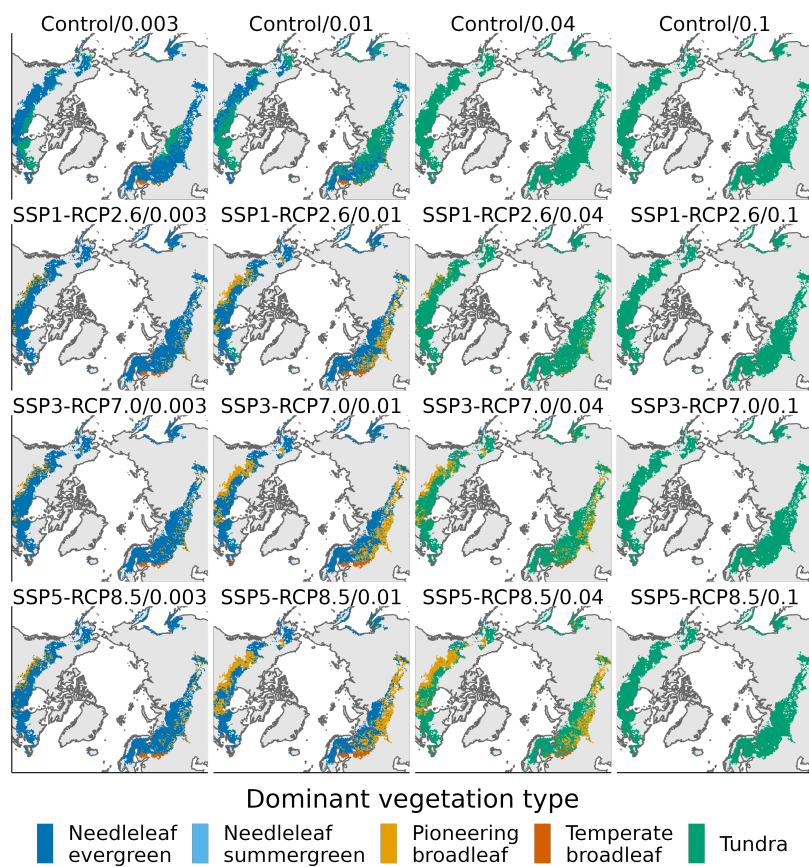 Control/0.003 Control/0.01 Control/0.04 Control/0.1
SSP1-RCP2.6/0.003 SSP1-RCP2.6/0.01 SSP1-RCP2.6/0.04 SSP1-RCP2.6/0.1
SSP3-RCP7.0/0.003 SSP3-RCP7.0/0.01 SSP3-RCP7.0/0.04 SSP3-RCP7.0/0.1
SSP5-RCP8.5/0.003 SSP5-RCP8.5/0.01 SSP5-RCP8.5/0.04 SSP5-RCP8.5/0.1
Dominant vegetation type
Needleleaf
evergreen
Needleleaf
summergreen
Pioneering
broadleaf
Temperate
broadleaf
Tundra